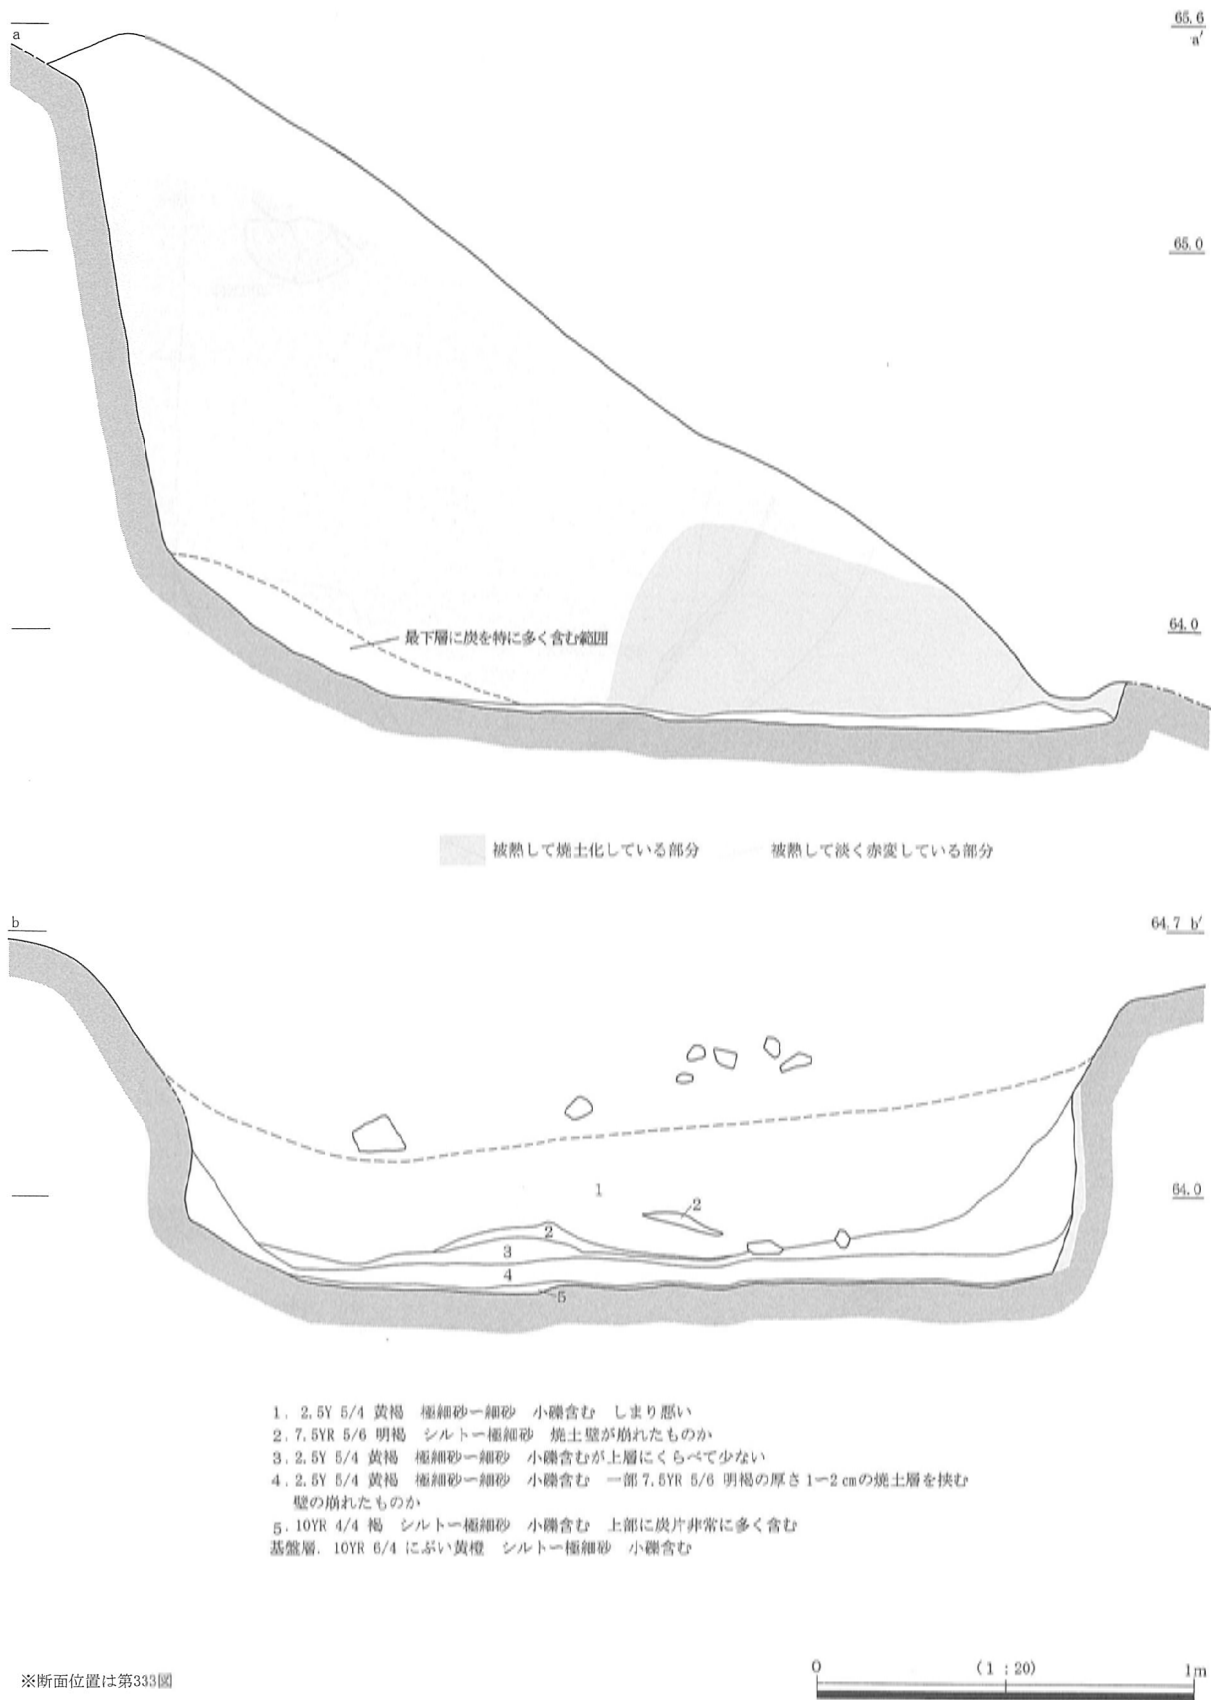 65.6
a
a′
65.0
64.0
最下層に炭を特に多く含む範囲
被熱して焼土化している部分 被熱して淡く赤変している部分
b
64.7 b′
1
64.0
2
2
3
4
5
1. 2.5Y 5/4 黄褐 極細砂〜細砂 小礫含む しまり悪い
2. 7.5YR 5/6 明褐 シルト〜極細砂 焼土壁が崩れたものか
3. 2.5Y 5/4 黄褐 極細砂〜細砂 小礫含むが上層にくらべて少ない
4. 2.5Y 5/4 黄褐 極細砂〜細砂 小礫含む 一部7.5YR 5/6 明褐の厚さ1〜2㎝の焼土層を挟む
壁の崩れたものか
5. 10YR 4/4 褐 シルト〜極細砂 小礫含む 上部に炭片非常に多く含む
基盤層. 10YR 6/4 にぶい黄橙 シルト〜極細砂 小礫含む
※断面位置は第333図
0 (1:20) 1m